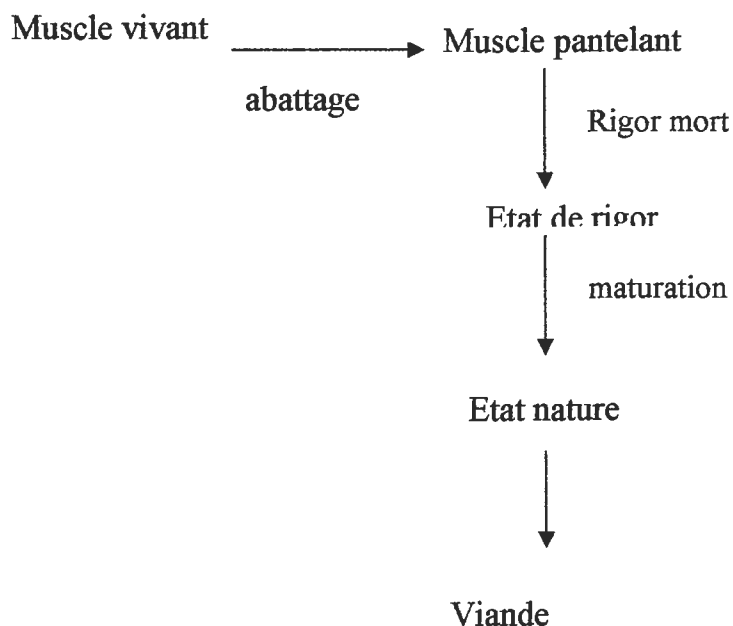 Muscle vivant
Muscle pantelant
abattage
Rigor mort
Etat de rigor
maturation
Etat nature
Viande